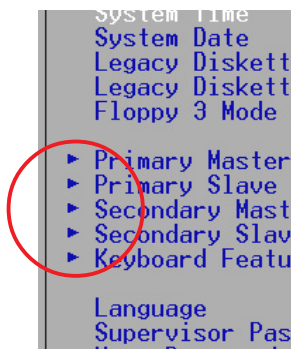 System Time
System Date
Legacy Diskett
Legacy Diskett
Floppy 3 Mode
Primary Master
Primary Slave
Secondary Mast
Secondary Slav
Keyboard Featu
Language
Supervisor Pas